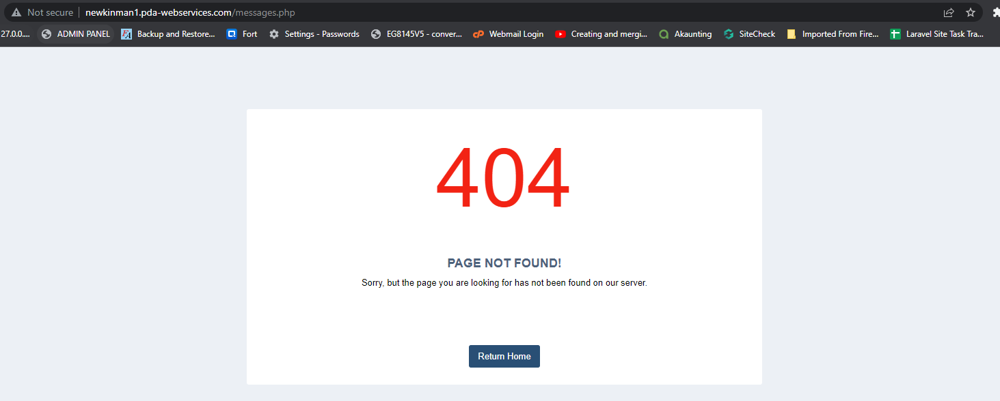 Not secure newkinman1.pda-webservices.com/messages.php
27.0.0.... ADMIN PANEL Backup and Restore... Fort Settings - Passwords EG8145V5 - conver... Webmail Login Creating and mergi... Akaunting SiteCheck Imported From Fire... Laravel Site Task Tra...
404
PAGE NOT FOUND!
Sorry, but the page you are looking for has not been found on our server.
Return Home